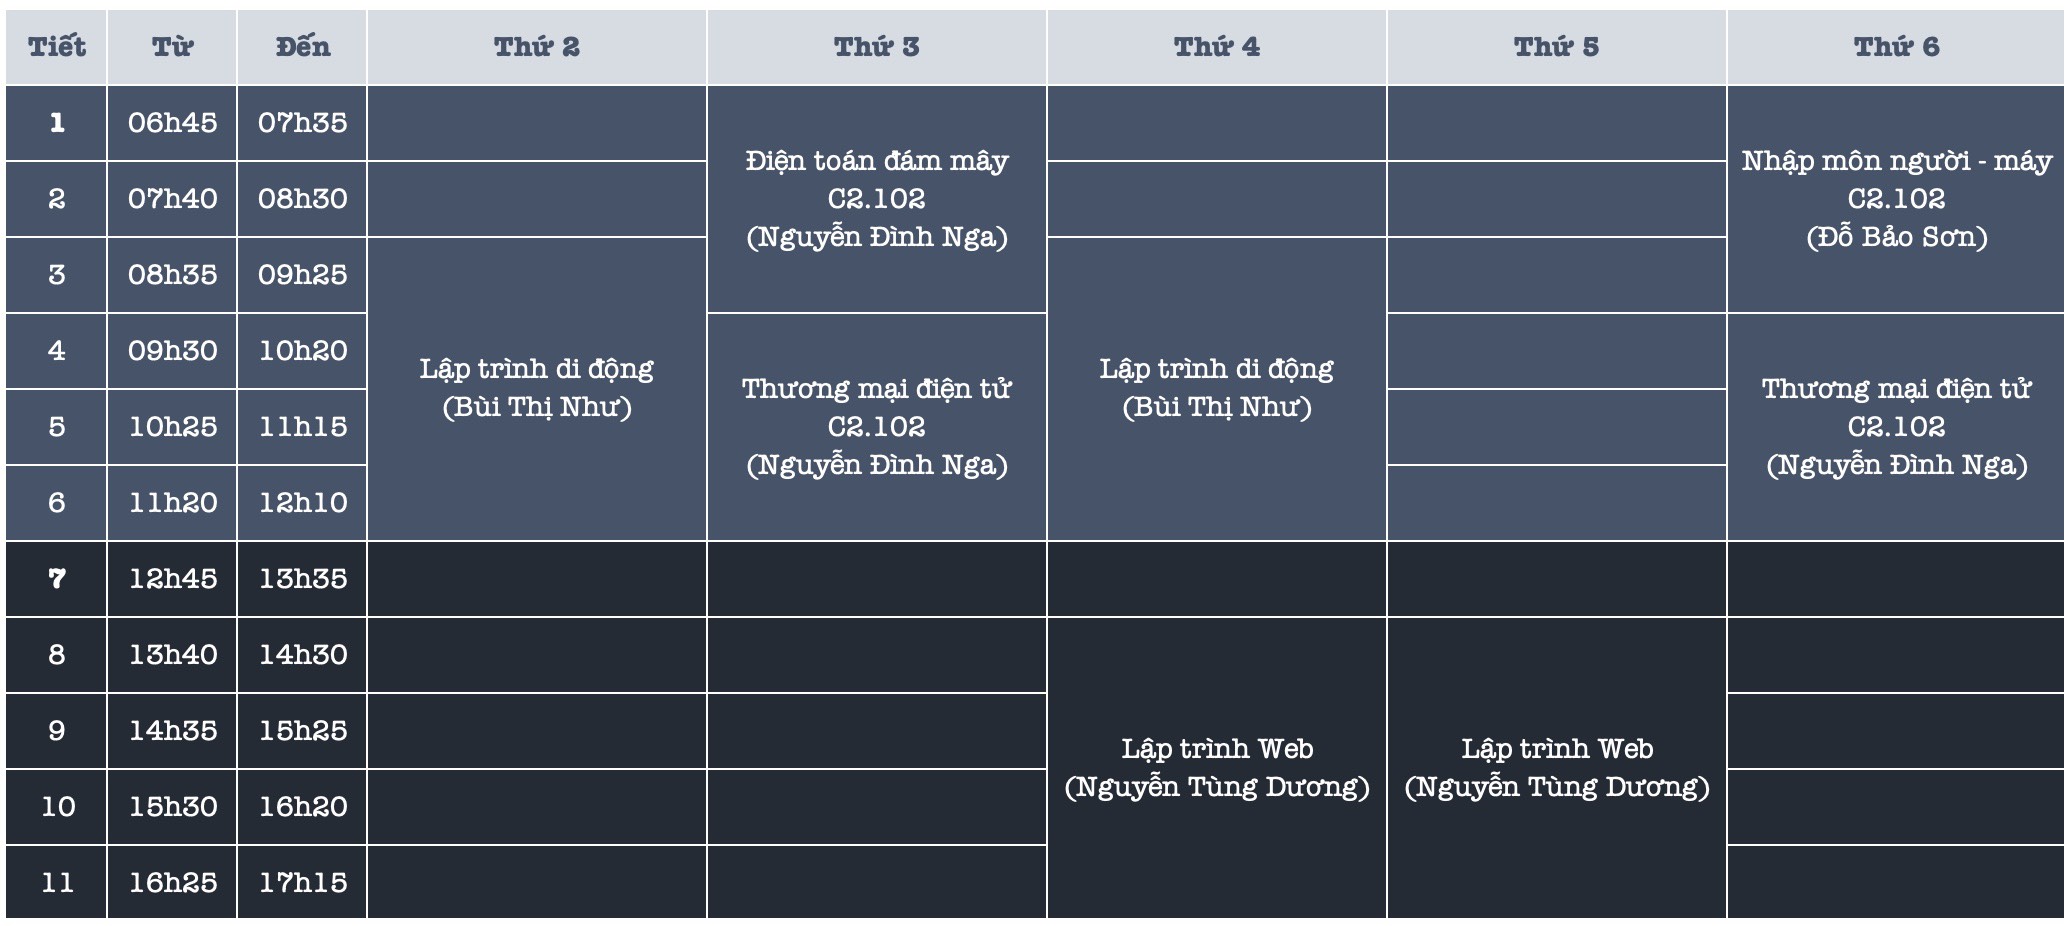 Tiết Từ Đến Thứ 2 Thứ 3 Thứ 4 Thứ 5 Thứ 6
1 06h45 07h35
Điện toán đám mây
C2.102
(Nguyễn Đình Nga)
Nhập môn người - máy
C2.102
(Đỗ Bảo Sơn)
2 07h40 08h30
3 08h35 09h25
Lập trình di động
(Bùi Thị Như)
Lập trình di động
(Bùi Thị Như)
4 09h30 10h20
Thương mại điện tử
C2.102
(Nguyễn Đình Nga)
Thương mại điện tử
C2.102
(Nguyễn Đình Nga)
5 10h25 11h15
6 11h20 12h10
7 12h45 13h35
8 13h40 14h30
Lập trình Web
(Nguyễn Tùng Dương)
Lập trình Web
(Nguyễn Tùng Dương)
9 14h35 15h25
10 15h30 16h20
11 16h25 17h15